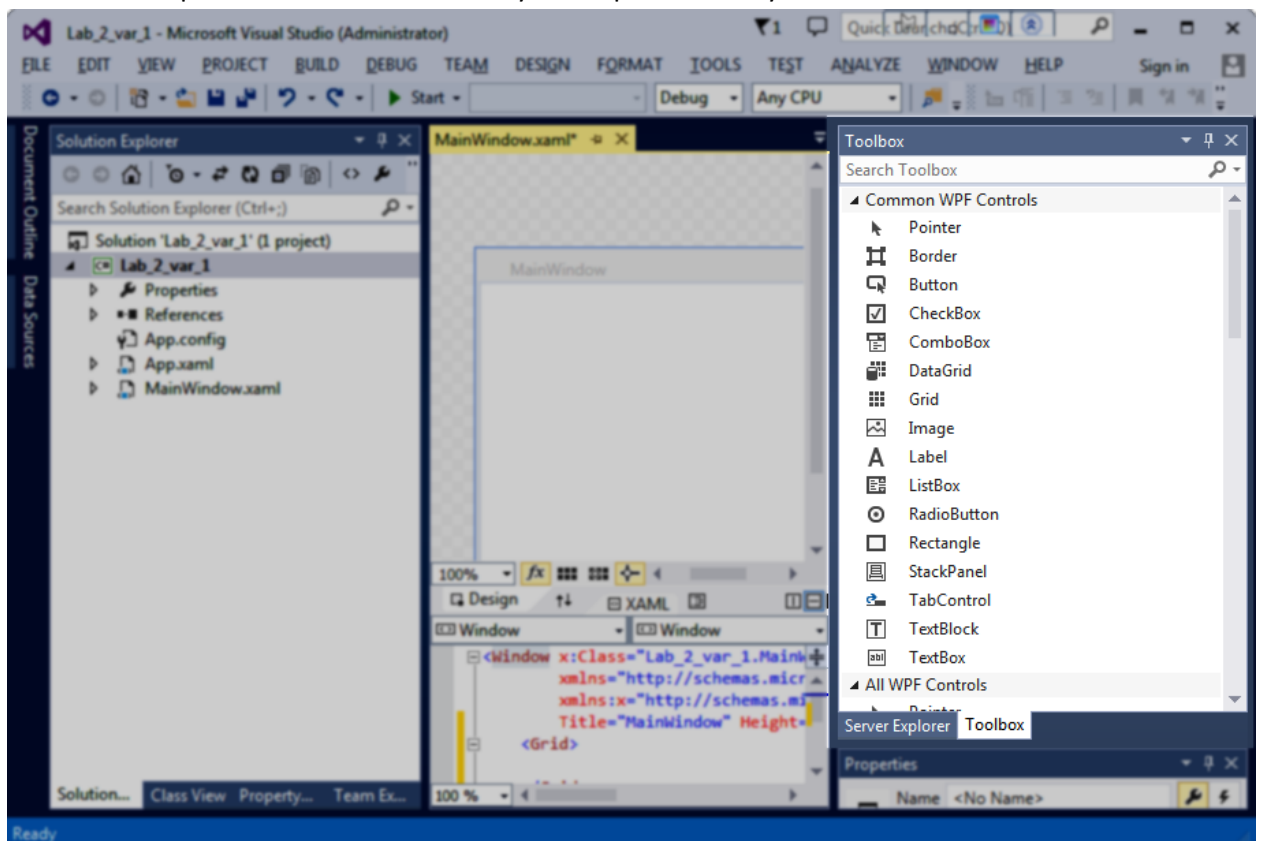 Lab_2_var_1 - Microsoft Visual Studio (Administrator)
1
FILE EDIT VIEW PROJECT BUILD DEBUG TEAM DESIGN FORMAT TOOLS TEST ANALYZE WINDOW HELP Sign in
Start Debug Any CPU
Document Outline
Data Sources
Solution Explorer
Search Solution Explorer (Ctrl+;)
Solution 'Lab_2_var_1' (1 project)
C# Lab_2_var_1
Properties
References
App.config
App.xaml
MainWindow.xaml
Solution... Class View Property... Team Ex...
MainWindow.xaml*
MainWindow
100% fx
Design XAML
Window Window
<Window x:Class="Lab_2_var_1.MainW
xmlns="http://schemas.micr
xmlns:x="http://schemas.mi
Title="MainWindow" Height=
<Grid>
100 %
Toolbox
Search Toolbox
Common WPF Controls
Pointer
Border
Button
CheckBox
ComboBox
DataGrid
Grid
Image
A Label
ListBox
RadioButton
Rectangle
StackPanel
TabControl
T TextBlock
abl TextBox
All WPF Controls
Pointer
Server Explorer Toolbox
Properties
Name <No Name>
Ready